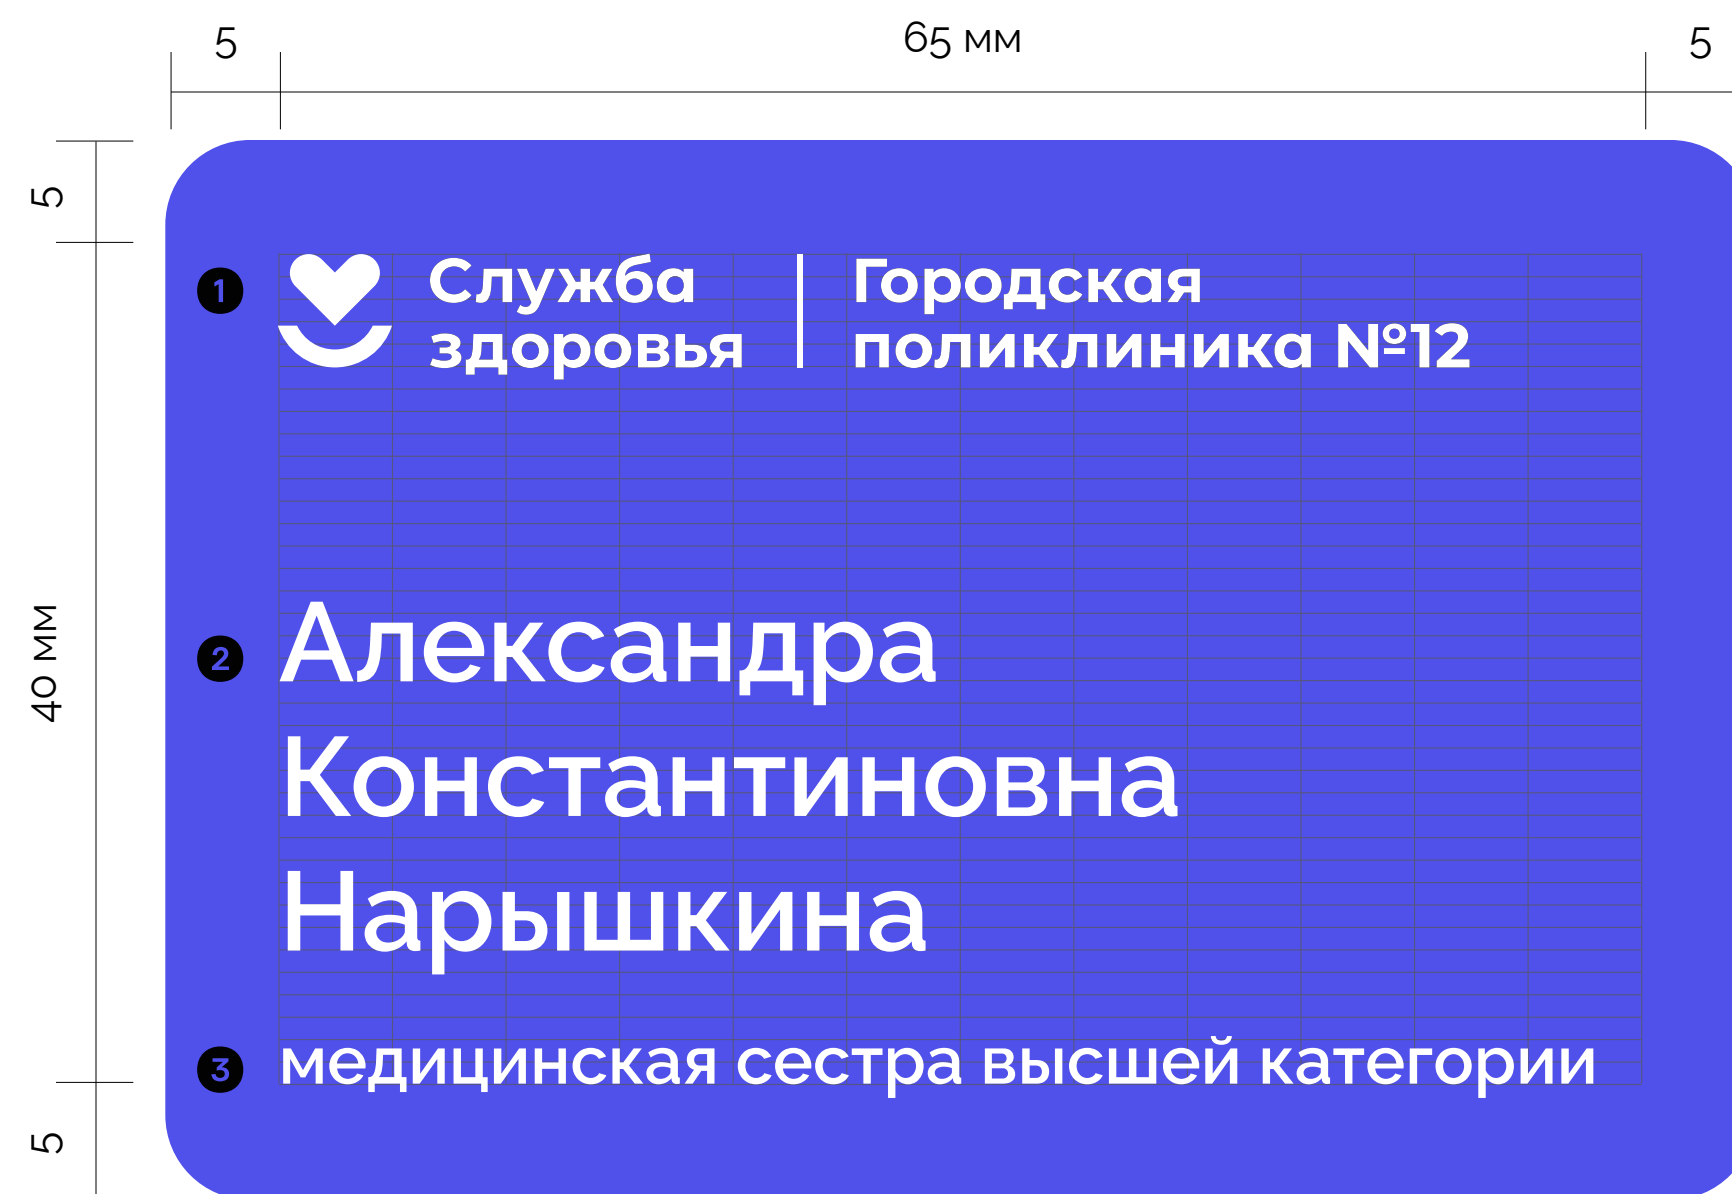 5 65 мм 5
5
1 Служба Городская
здоровья поликлиника №12
40 мм
2 Александра
Константиновна
Нарышкина
3 медицинская сестра высшей категории
5